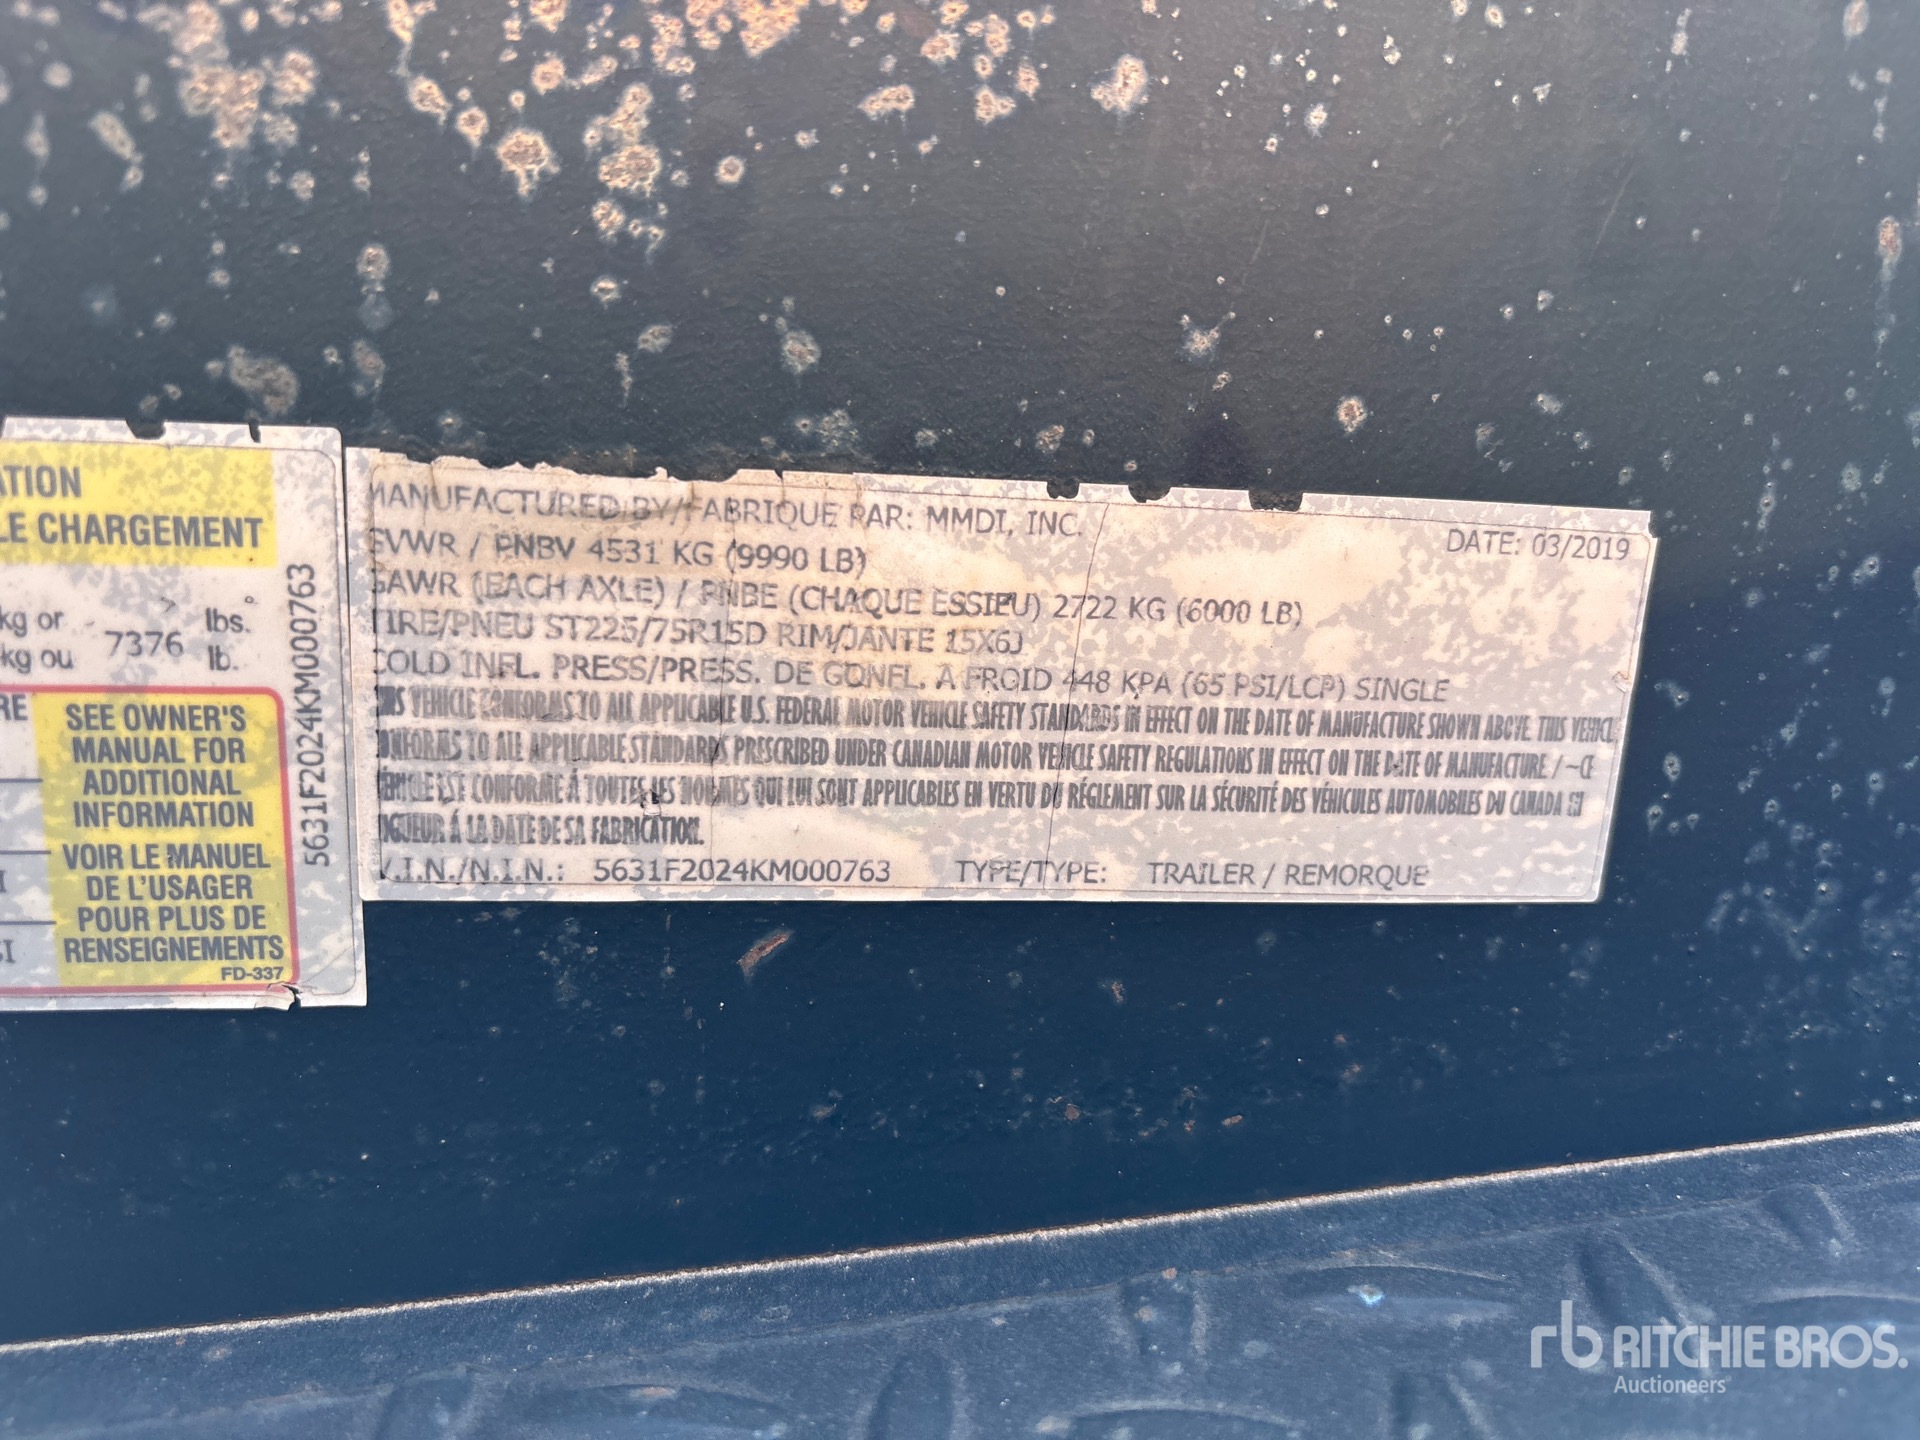 ATION
LE CHARGEMENT
kg or 7376 lbs.
kg ou lb.
RE
SEE OWNER'S
MANUAL FOR
ADDITIONAL
INFORMATION
VOIR LE MANUEL
DE L'USAGER
POUR PLUS DE
RENSEIGNEMENTS
FD-337
5631F2024KM000763
MANUFACTURED BY/FABRIQUE PAR: MMDI, INC.
DATE: 03/2019
GVWR / PNBV 4531 KG (9990 LB)
GAWR (EACH AXLE) / PNBE (CHAQUE ESSIEU) 2722 KG (6000 LB)
TIRE/PNEU ST225/75R15D RIM/JANTE 15X6J
COLD INFL. PRESS/PRESS. DE GONFL. A FROID 448 KPA (65 PSI/LCP) SINGLE
THIS VEHICLE CONFORMS TO ALL APPLICABLE U.S. FEDERAL MOTOR VEHICLE SAFETY STANDARDS IN EFFECT ON THE DATE OF MANUFACTURE SHOWN ABOVE. THIS VEHICL
CONFORMS TO ALL APPLICABLE STANDARDS PRESCRIBED UNDER CANADIAN MOTOR VEHICLE SAFETY REGULATIONS IN EFFECT ON THE DATE OF MANUFACTURE / ~CE
VÉHICLE EST CONFORME Á TOUTES LES NORMES QUI LUI SONT APPLICABLES EN VERTU DU RÉGLEMENT SUR LA SÉCURITÉ DES VÉHICULES AUTOMOBILES DU CANADA EN
VIGUEUR Á LA DATE DE SA FABRICATION.
V.I.N./N.I.N.: 5631F2024KM000763 TYPE/TYPE: TRAILER / REMORQUE
rb RITCHIE BROS.
Auctioneers